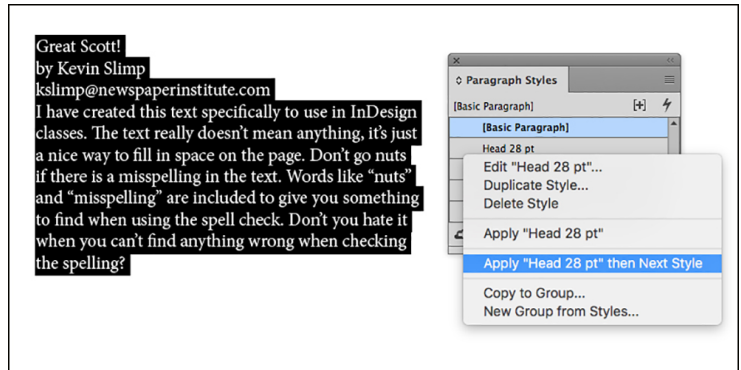 Great Scott!
by Kevin Slimp
kslimp@newspaperinstitute.com
I have created this text specifically to use in InDesign
classes. The text really doesn’t mean anything, it’s just
a nice way to fill in space on the page. Don’t go nuts
if there is a misspelling in the text. Words like “nuts”
and “misspelling” are included to give you something
to find when using the spell check. Don’t you hate it
when you can’t find anything wrong when checking
the spelling?
Paragraph Styles
[Basic Paragraph]
[Basic Paragraph]
Head 28 pt
Edit "Head 28 pt"...
Duplicate Style...
Delete Style
Apply "Head 28 pt"
Apply "Head 28 pt" then Next Style
Copy to Group...
New Group from Styles...